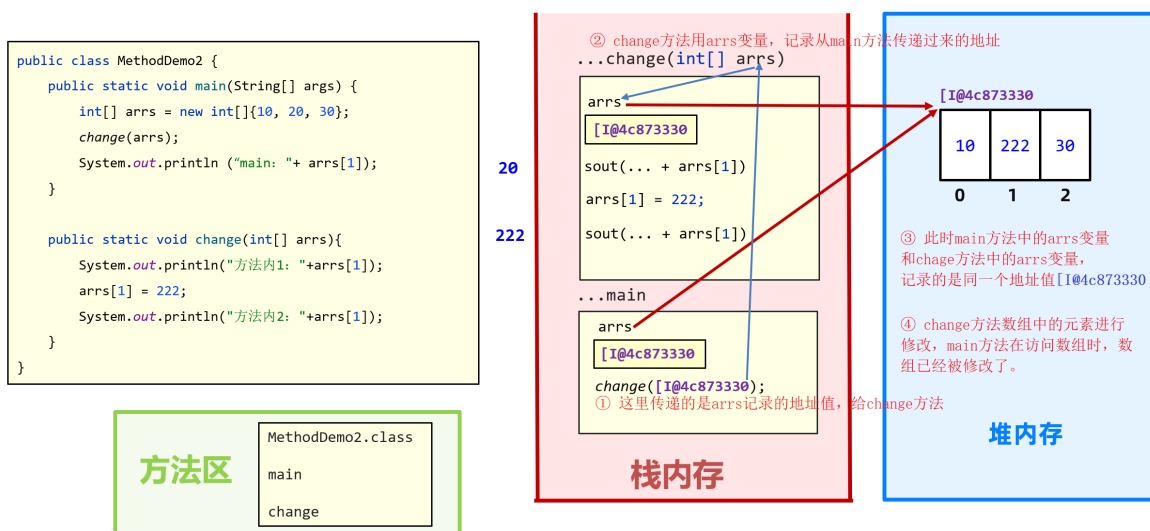 public class MethodDemo2 {
public static void main(String[] args) {
int[] arrs = new int[]{10, 20, 30};
change(arrs);
System.out.println (“main: "+ arrs[1]);
}
public static void change(int[] arrs){
System.out.println("方法内1: "+arrs[1]);
arrs[1] = 222;
System.out.println("方法内2: "+arrs[1]);
}
}
20
222
方法区
MethodDemo2.class
main
change
② change方法用arrs变量, 记录从main方法传递过来的地址
...change(int[] arrs)
arrs
[I@4c873330
sout(... + arrs[1])
arrs[1] = 222;
sout(... + arrs[1])
...main
arrs
[I@4c873330
change([I@4c873330);
① 这里传递的是arrs记录的地址值, 给change方法
栈内存
[I@4c873330
10 222 30
0 1 2
③ 此时main方法中的arrs变量
和chage方法中的arrs变量,
记录的是同一个地址值[I@4c873330
④ change方法数组中的元素进行
修改, main方法在访问数组时, 数
组已经被修改了。
堆内存